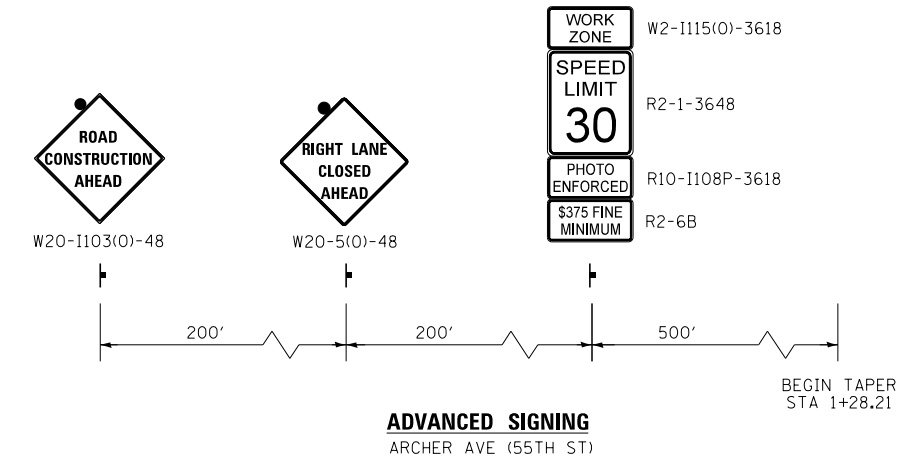 WORK
ZONE
W2-I115(O)-3618
SPEED
LIMIT
30
R2-1-3648
PHOTO
ENFORCED
R10-I108P-3618
$375 FINE
MINIMUM
R2-6B
ROAD
CONSTRUCTION
AHEAD
W20-I103(O)-48
RIGHT LANE
CLOSED
AHEAD
W20-5(O)-48
200'
200'
500'
BEGIN TAPER
STA 1+28.21
ADVANCED SIGNING
ARCHER AVE (55TH ST)